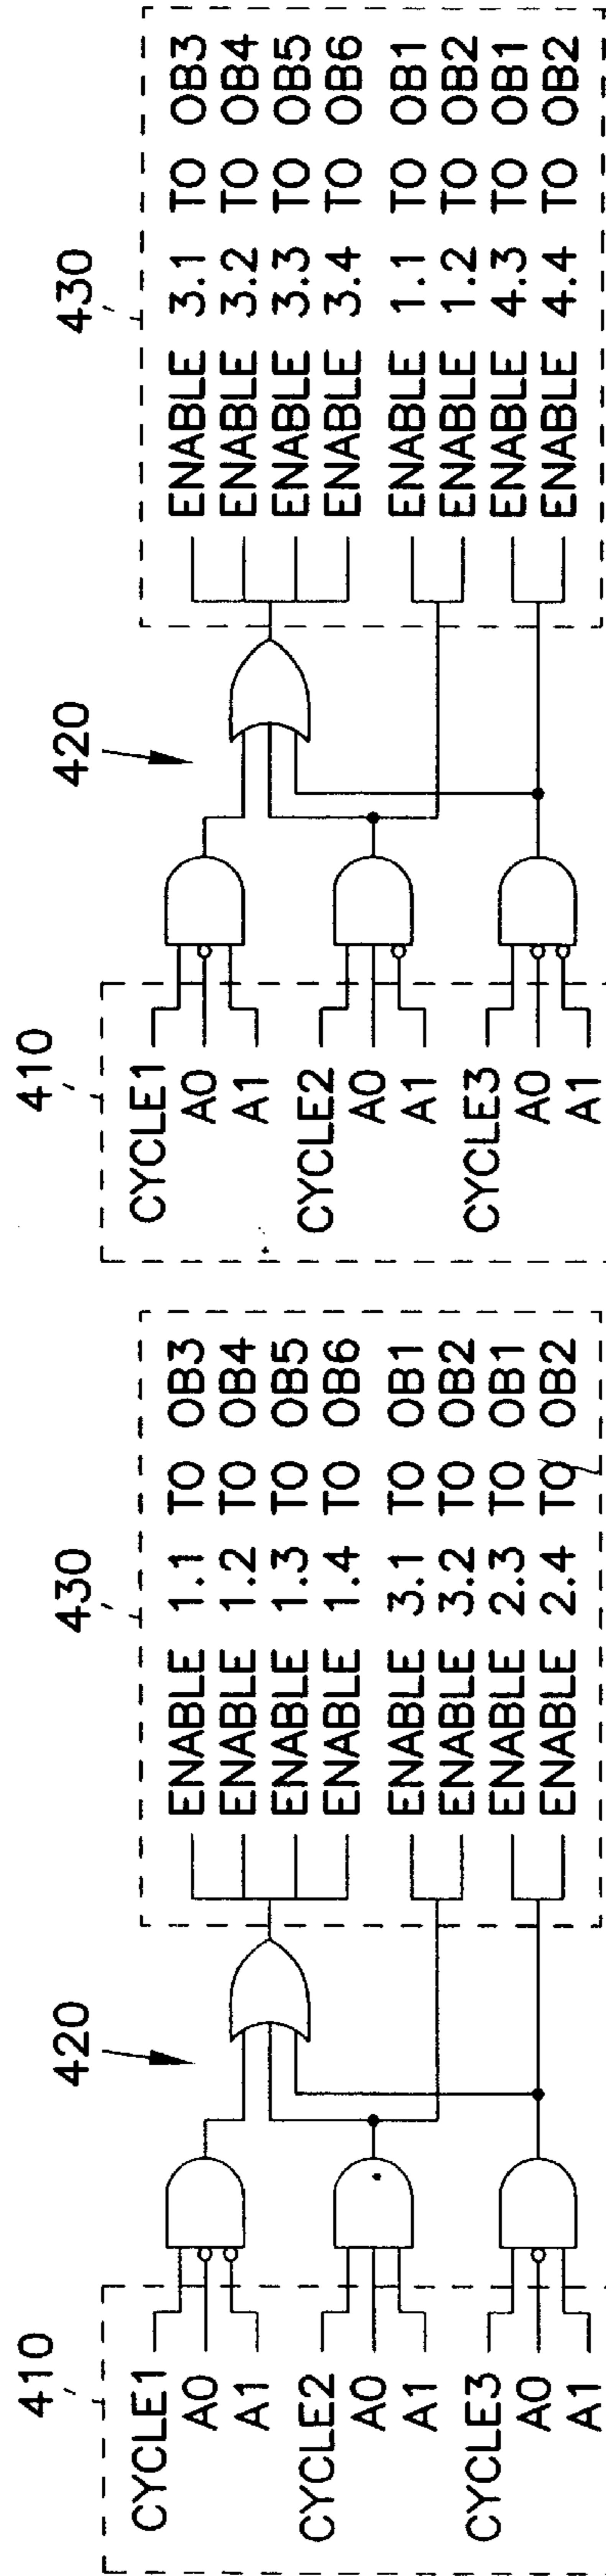 410
CYCLE1
A0
A1
CYCLE2
A0
A1
CYCLE3
A0
A1
420
430
ENABLE 1.1 TO OB3
ENABLE 1.2 TO OB4
ENABLE 1.3 TO OB5
ENABLE 1.4 TO OB6
ENABLE 3.1 TO OB1
ENABLE 3.2 TO OB2
ENABLE 2.3 TO OB1
ENABLE 2.4 TO OB2
410
CYCLE1
A0
A1
CYCLE2
A0
A1
CYCLE3
A0
A1
420
430
ENABLE 3.1 TO OB3
ENABLE 3.2 TO OB4
ENABLE 3.3 TO OB5
ENABLE 3.4 TO OB6
ENABLE 1.1 TO OB1
ENABLE 1.2 TO OB2
ENABLE 4.3 TO OB1
ENABLE 4.4 TO OB2